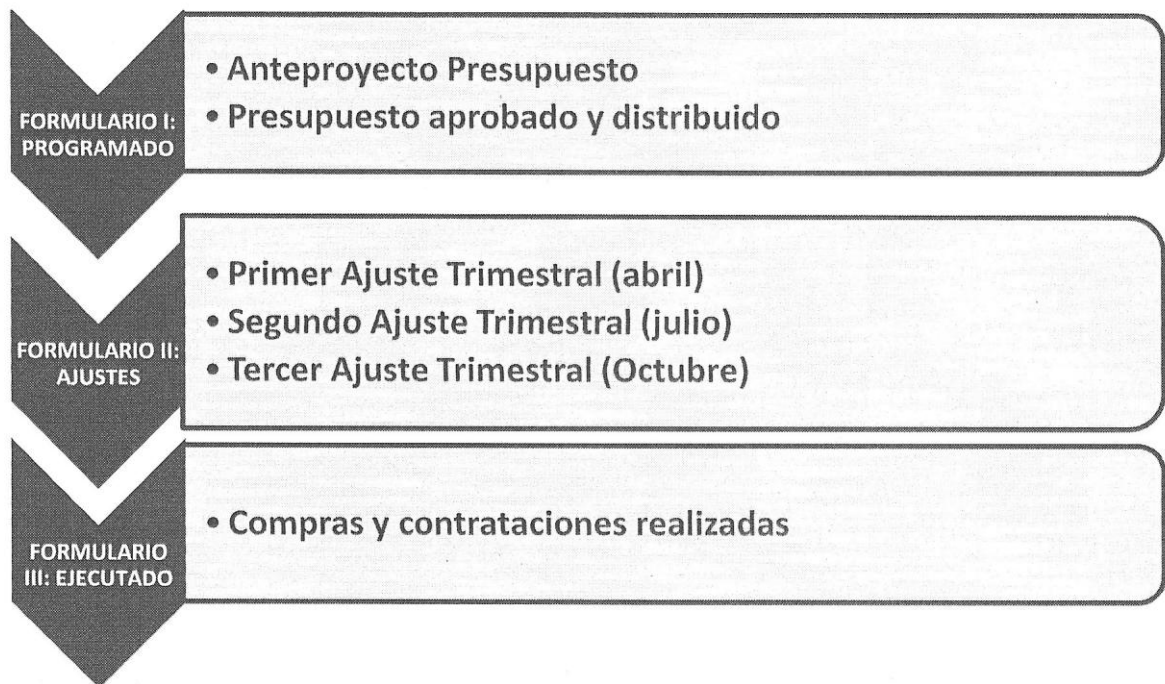 FORMULARIO I:
PROGRAMADO
• Anteproyecto Presupuesto
• Presupuesto aprobado y distribuido
FORMULARIO II:
AJUSTES
• Primer Ajuste Trimestral (abril)
• Segundo Ajuste Trimestral (julio)
• Tercer Ajuste Trimestral (Octubre)
FORMULARIO
III: EJECUTADO
• Compras y contrataciones realizadas